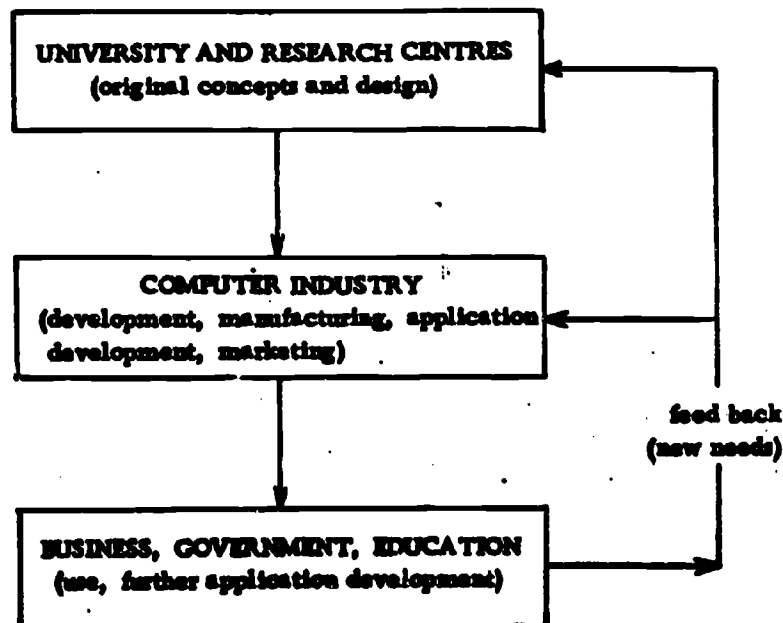 UNIVERSITY AND RESEARCH CENTRES
(original concepts and design)
COMPUTER INDUSTRY
(development, manufacturing, application
development, marketing)
feed back
(new needs)
BUSINESS, GOVERNMENT, EDUCATION
(use, further application development)